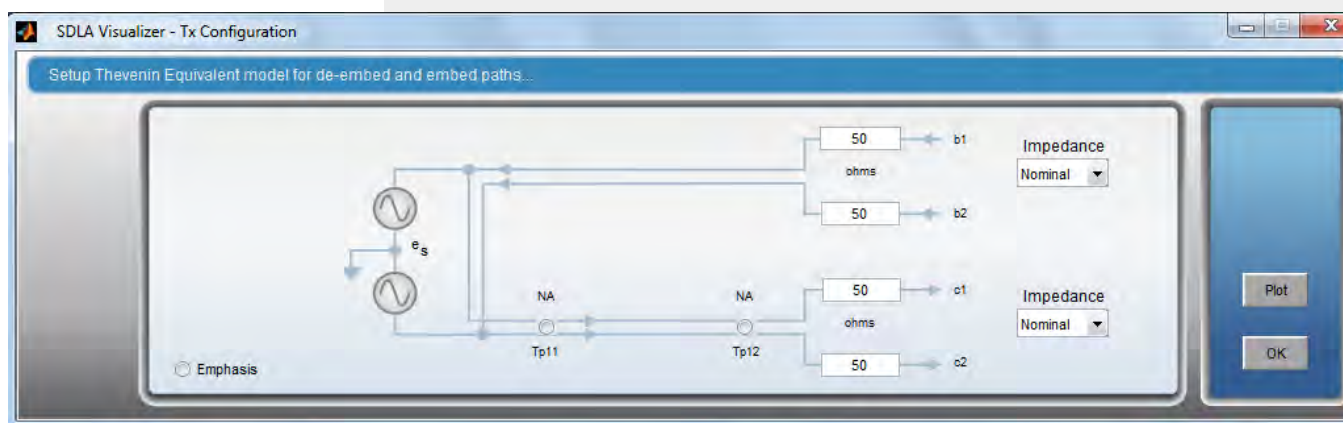 SDLA Visualizer - Tx Configuration
Setup Thevenin Equivalent model for de-embed and embed paths...
50
b1
Impedance
ohms
Nominal
50
b2
es
NA
NA
50
c1
Impedance
Plot
ohms
Nominal
Tp11
Tp12
OK
50
c2
Emphasis